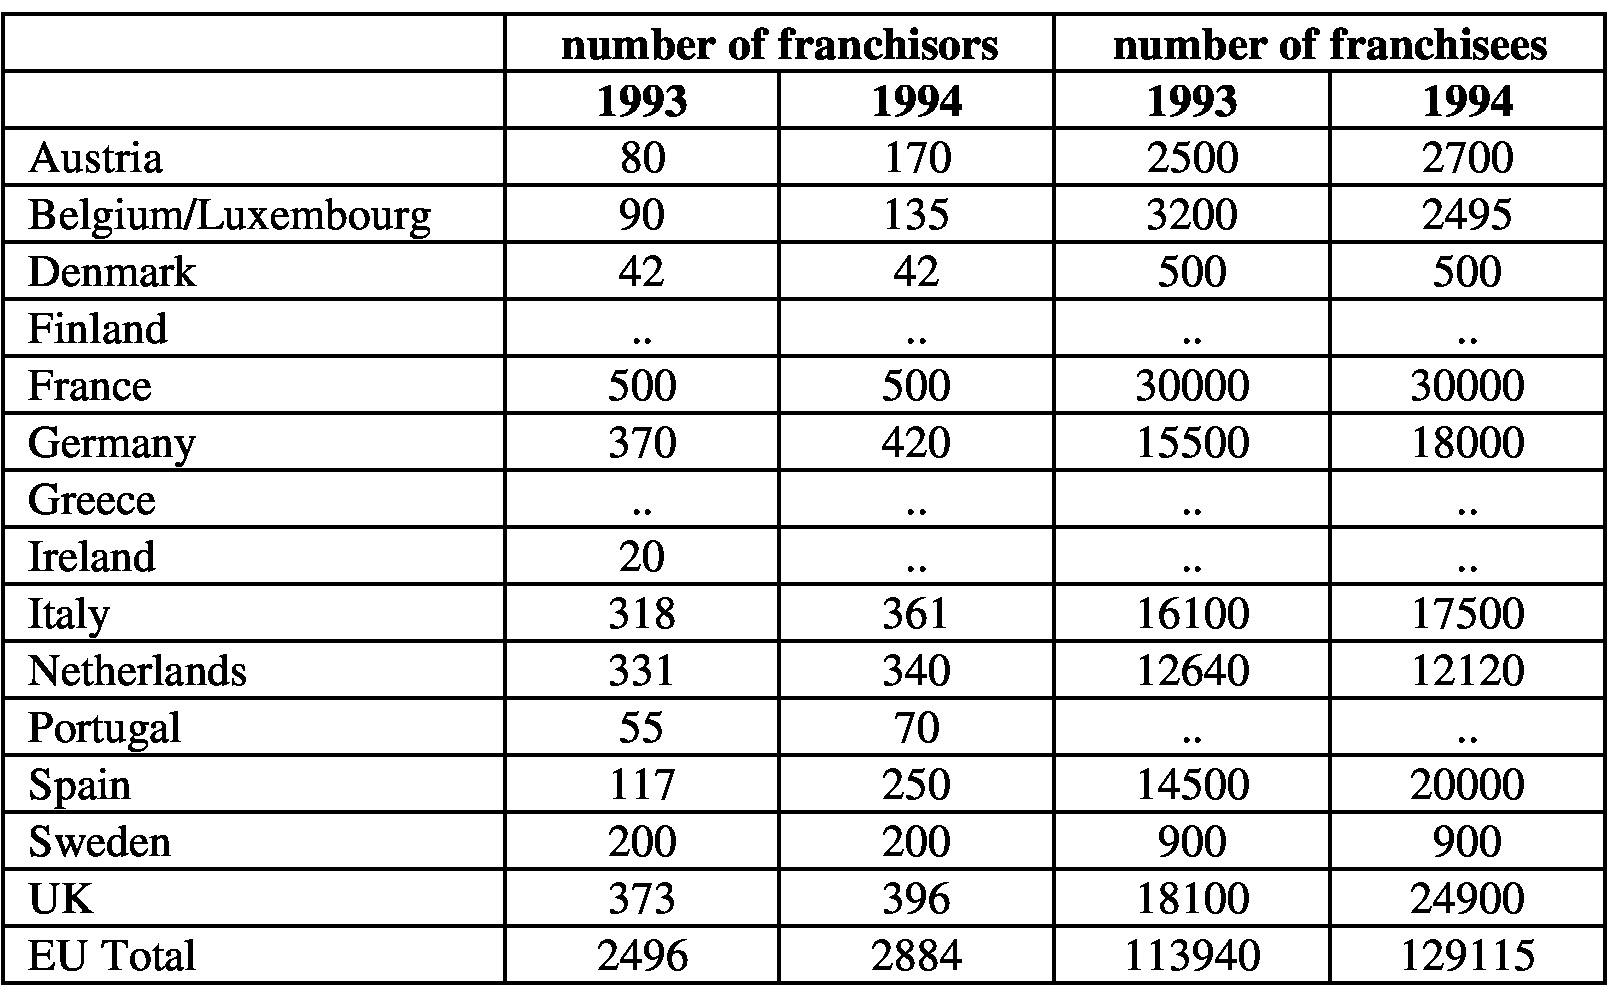 number of franchisors number of franchisees
1993 1994 1993 1994
Austria 80 170 2500 2700
Belgium/Luxembourg 90 135 3200 2495
Denmark 42 42 500 500
Finland .. .. .. ..
France 500 500 30000 30000
Germany 370 420 15500 18000
Greece .. .. .. ..
Ireland 20 .. .. ..
Italy 318 361 16100 17500
Netherlands 331 340 12640 12120
Portugal 55 70 .. ..
Spain 117 250 14500 20000
Sweden 200 200 900 900
UK 373 396 18100 24900
EU Total 2496 2884 113940 129115